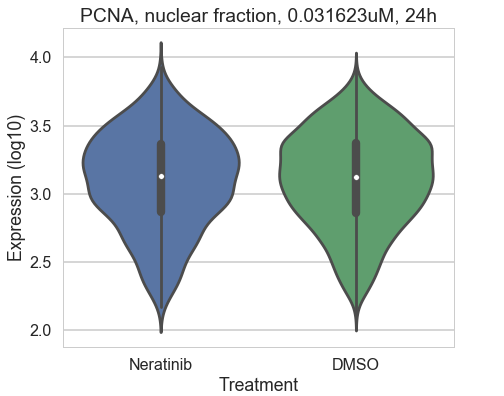 PCNA, nuclear fraction, 0.031623uM, 24h
Expression (log10)
4.0
3.5
3.0
2.5
2.0
Neratinib DMSO
Treatment